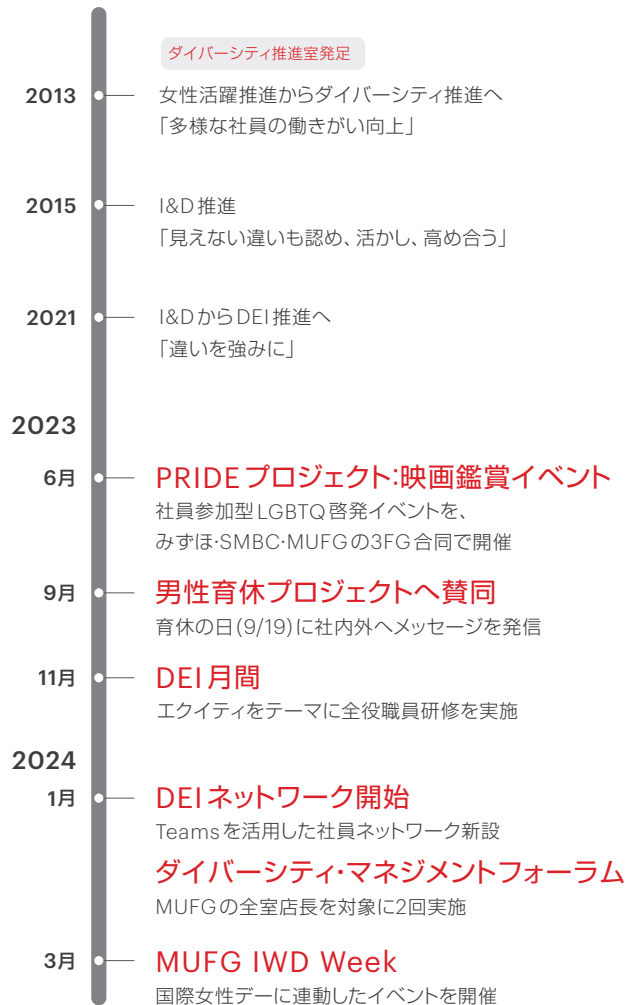 ダイバーシティ推進室発足
2013
女性活躍推進からダイバーシティ推進へ
「多様な社員の働きがい向上」
2015
I&D推進
「見えない違いも認め、活かし、高め合う」
2021
I&DからDEI推進へ
「違いを強みに」
2023
6月
PRIDEプロジェクト:映画鑑賞イベント
社員参加型LGBTQ啓発イベントを、
みずほ・SMBC・MUFGの3FG合同で開催
9月
男性育休プロジェクトへ賛同
育休の日(9/19)に社内外へメッセージを発信
11月
DEI月間
エクイティをテーマに全役職員研修を実施
2024
1月
DEIネットワーク開始
Teamsを活用した社員ネットワーク新設
ダイバーシティ・マネジメントフォーラム
MUFGの全室店長を対象に2回実施
3月
MUFG IWD Week
国際女性デーに連動したイベントを開催